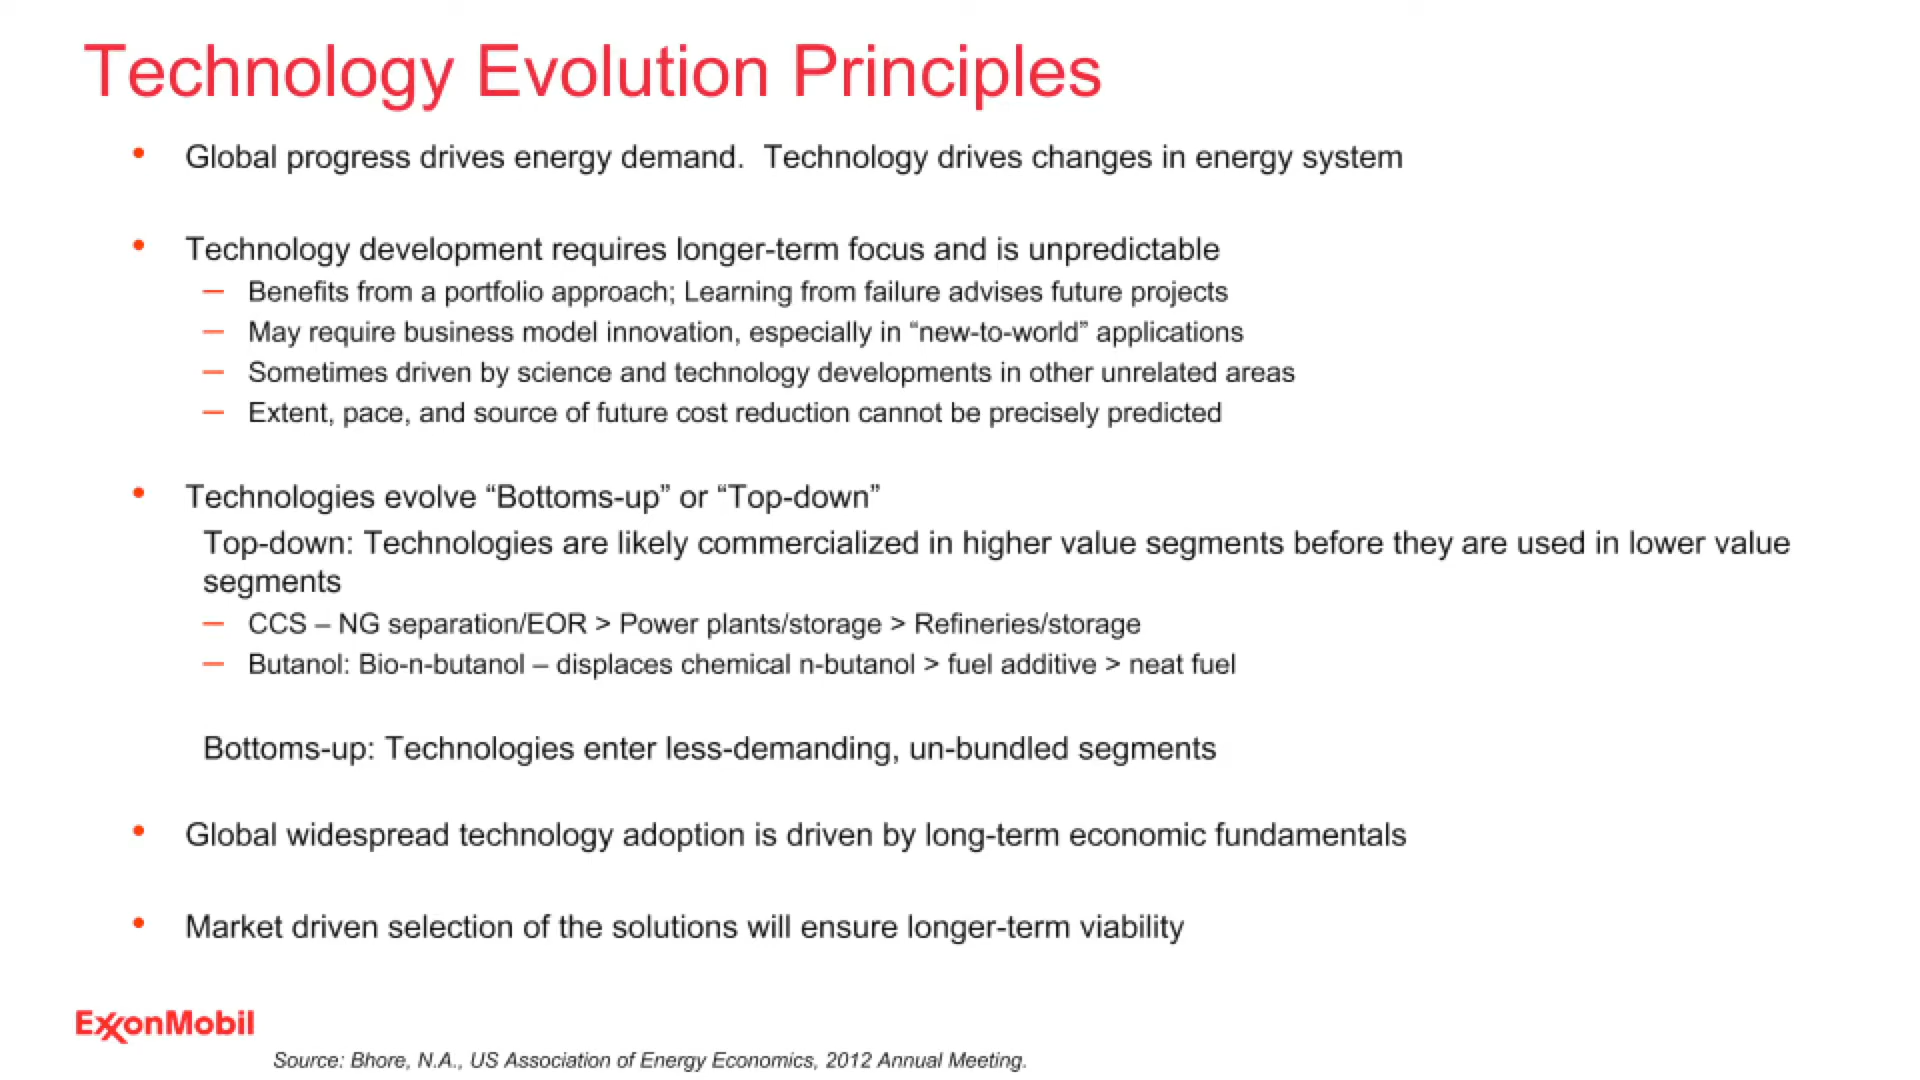 Technology Evolution Principles
• Global progress drives energy demand.  Technology drives changes in energy system
• Technology development requires longer-term focus and is unpredictable
– Benefits from a portfolio approach; Learning from failure advises future projects
– May require business model innovation, especially in “new-to-world” applications
– Sometimes driven by science and technology developments in other unrelated areas
– Extent, pace, and source of future cost reduction cannot be precisely predicted
• Technologies evolve “Bottoms-up” or “Top-down”
Top-down: Technologies are likely commercialized in higher value segments before they are used in lower value
segments
– CCS – NG separation/EOR > Power plants/storage > Refineries/storage
– Butanol: Bio-n-butanol – displaces chemical n-butanol > fuel additive > neat fuel
Bottoms-up: Technologies enter less-demanding, un-bundled segments
• Global widespread technology adoption is driven by long-term economic fundamentals
• Market driven selection of the solutions will ensure longer-term viability
ExxonMobil
Source: Bhore, N.A., US Association of Energy Economics, 2012 Annual Meeting.